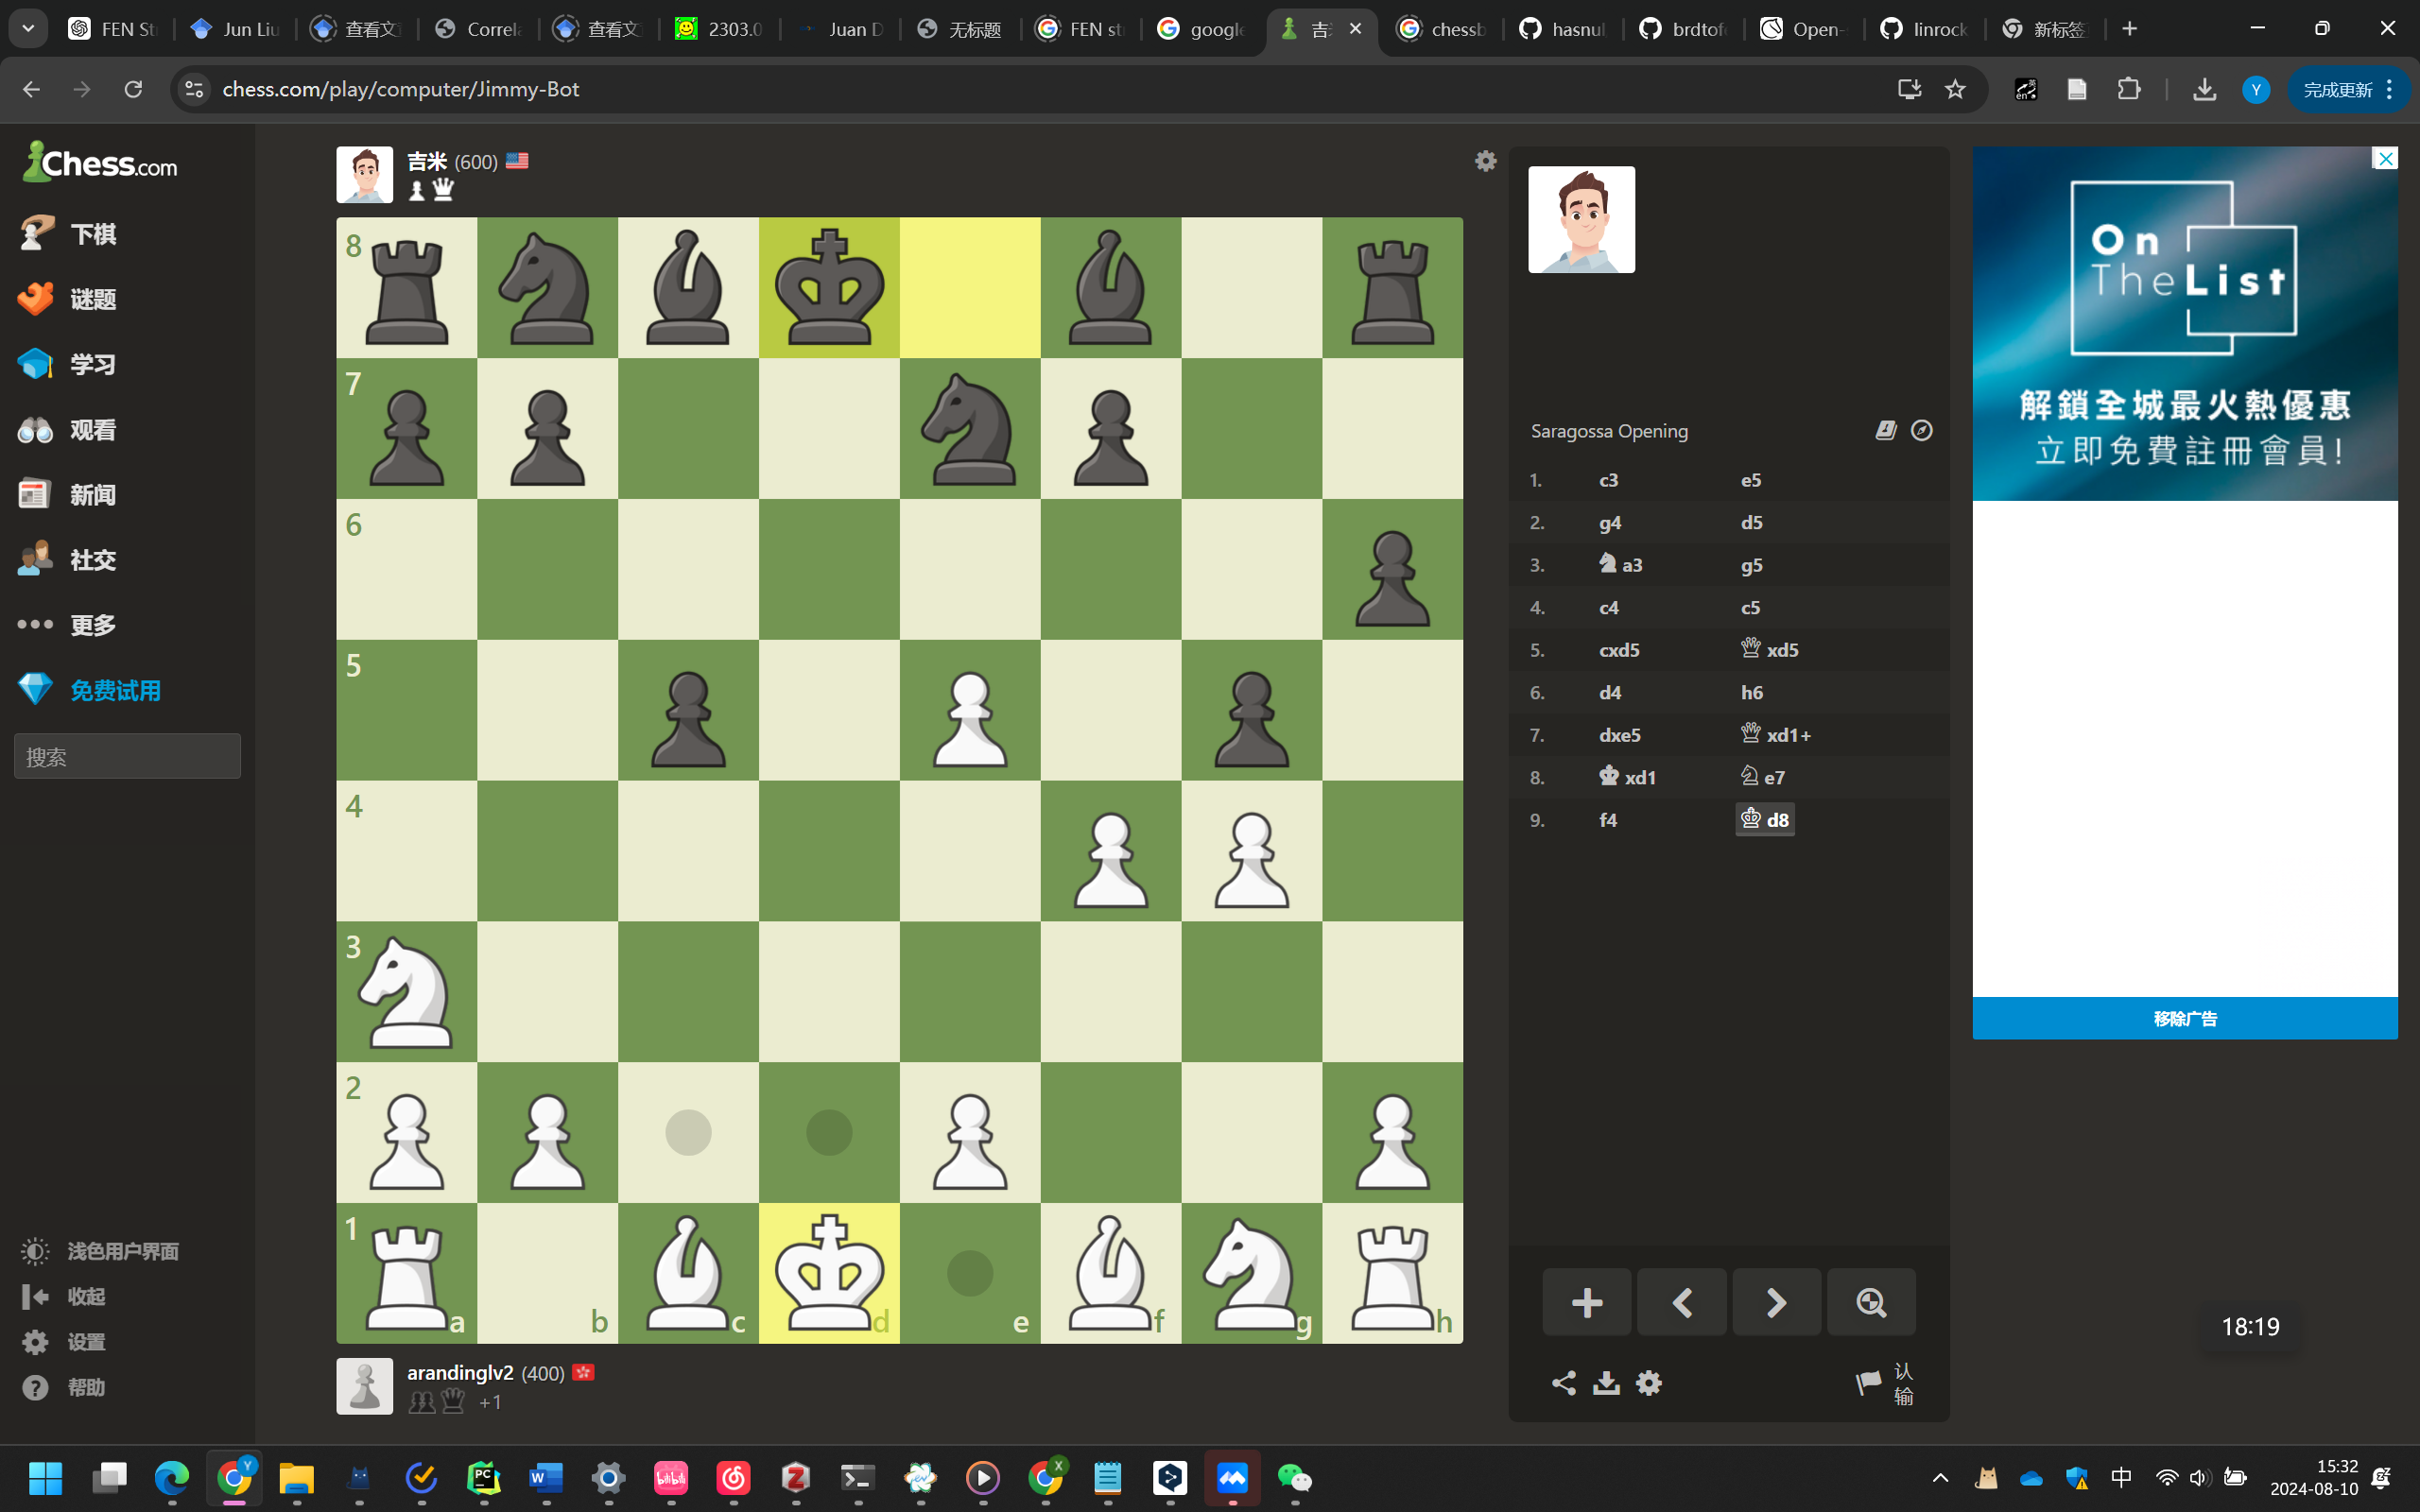 FEN St
Jun Liu
查看文
Correla
查看文
2303.0
Juan D
无标题
FEN st
google
吉
chessb
hasnul
brdtofe
Open-
linrock
新标签
chess.com/play/computer/Jimmy-Bot
Y
完成更新
Chess.com
下棋
谜题
学习
观看
新闻
社交
更多
免费试用
搜索
浅色用户界面
收起
设置
帮助
吉米 (600)
8
7
6
5
4
3
2
1
a b c d e f g h
arandinglv2 (400)
+1
Saragossa Opening
1. c3 e5
2. g4 d5
3. a3 g5
4. c4 c5
5. cxd5 xd5
6. d4 h6
7. dxe5 xd1+
8. xd1 e7
9. f4 d8
认输
On
The List
解鎖全城最火熱優惠
立即免費註冊會員!
移除广告
18:19
中
15:32
2024-08-10